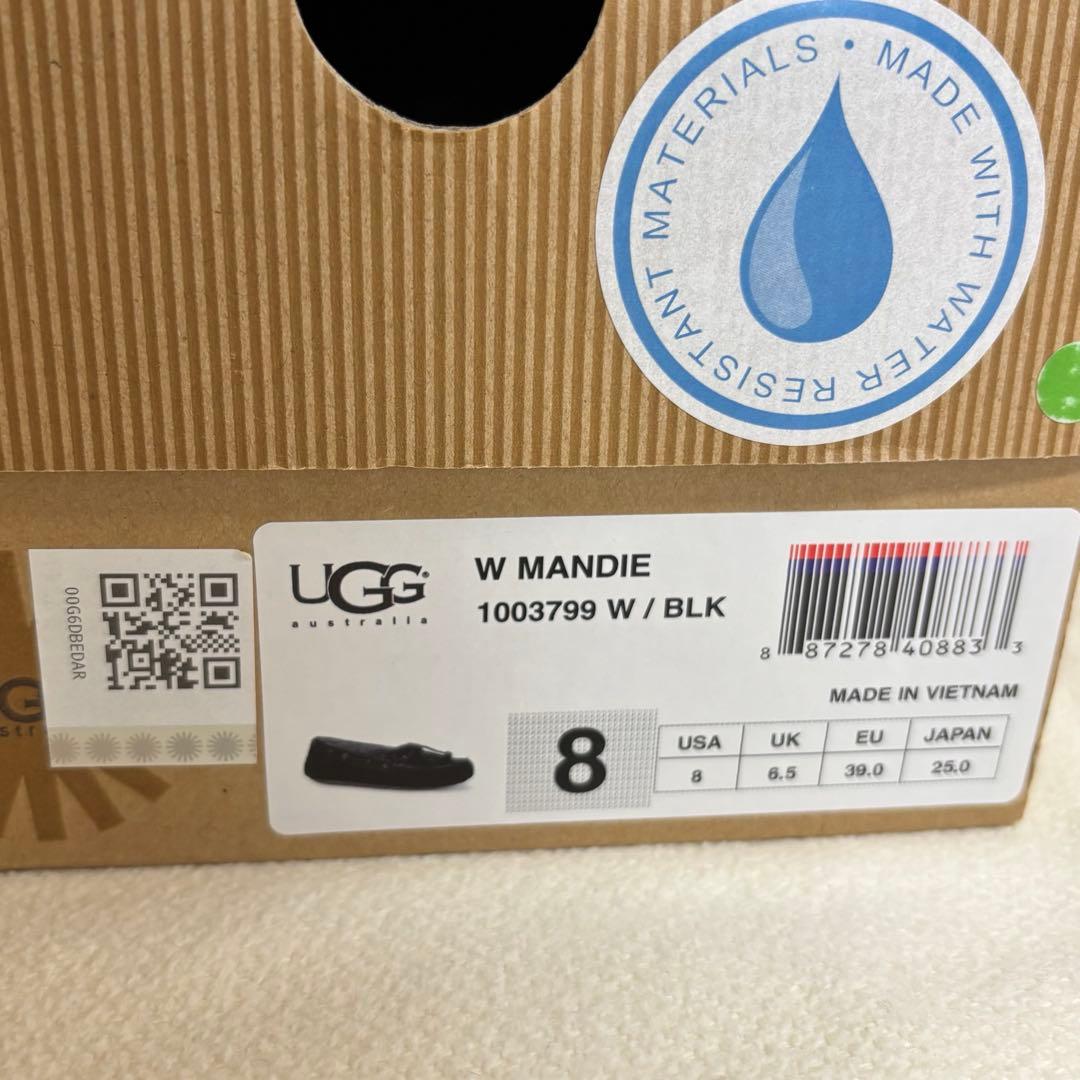 MADE WITH WATER RESISTANT MATERIALS •
00G6DBEDAR
UGG®
australia
W MANDIE
1003799 W / BLK
8 87278 40883 3
MADE IN VIETNAM
8
USA UK EU JAPAN
8 6.5 39.0 25.0